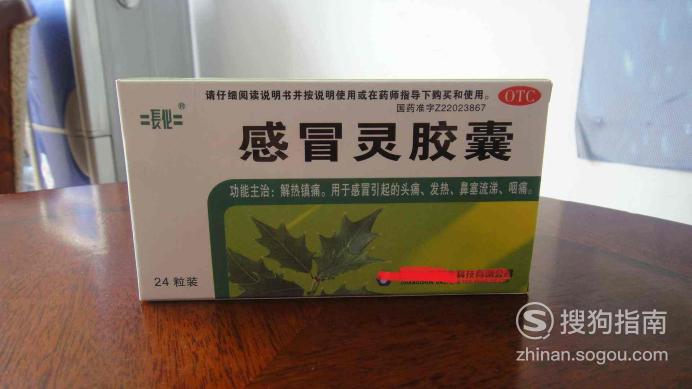 请仔细阅读说明书并按说明使用或在药师指导下购买和使用。
OTC
国药准字Z22023867
®
感冒灵胶囊
功能主治：解热镇痛。用于感冒引起的头痛、发热、鼻塞流涕、咽痛。
24粒装
科技有限公司
搜狗指南
zhinan.sogou.com